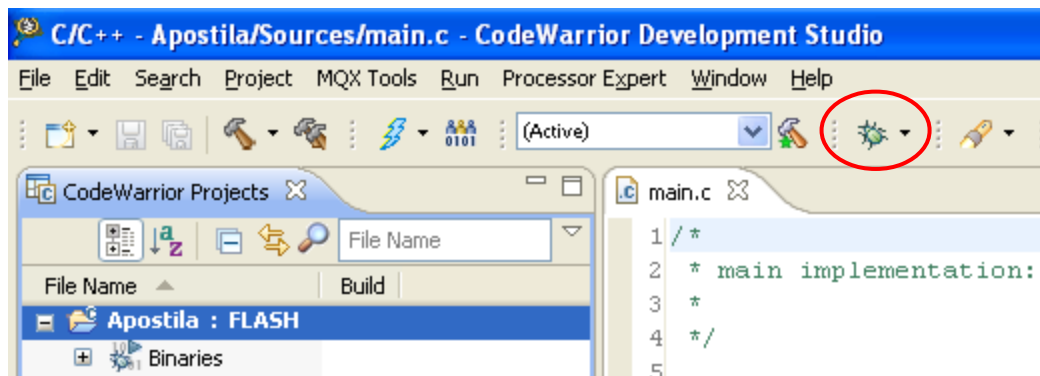 C/C++ - Apostila/Sources/main.c - CodeWarrior Development Studio
File Edit Search Project MQX Tools Run Processor Expert Window Help
0101 (Active)
CodeWarrior Projects
.c main.c
a z File Name
1 /*
2 * main implementation:
File Name Build
3 *
Apostila : FLASH
4 */
Binaries
5